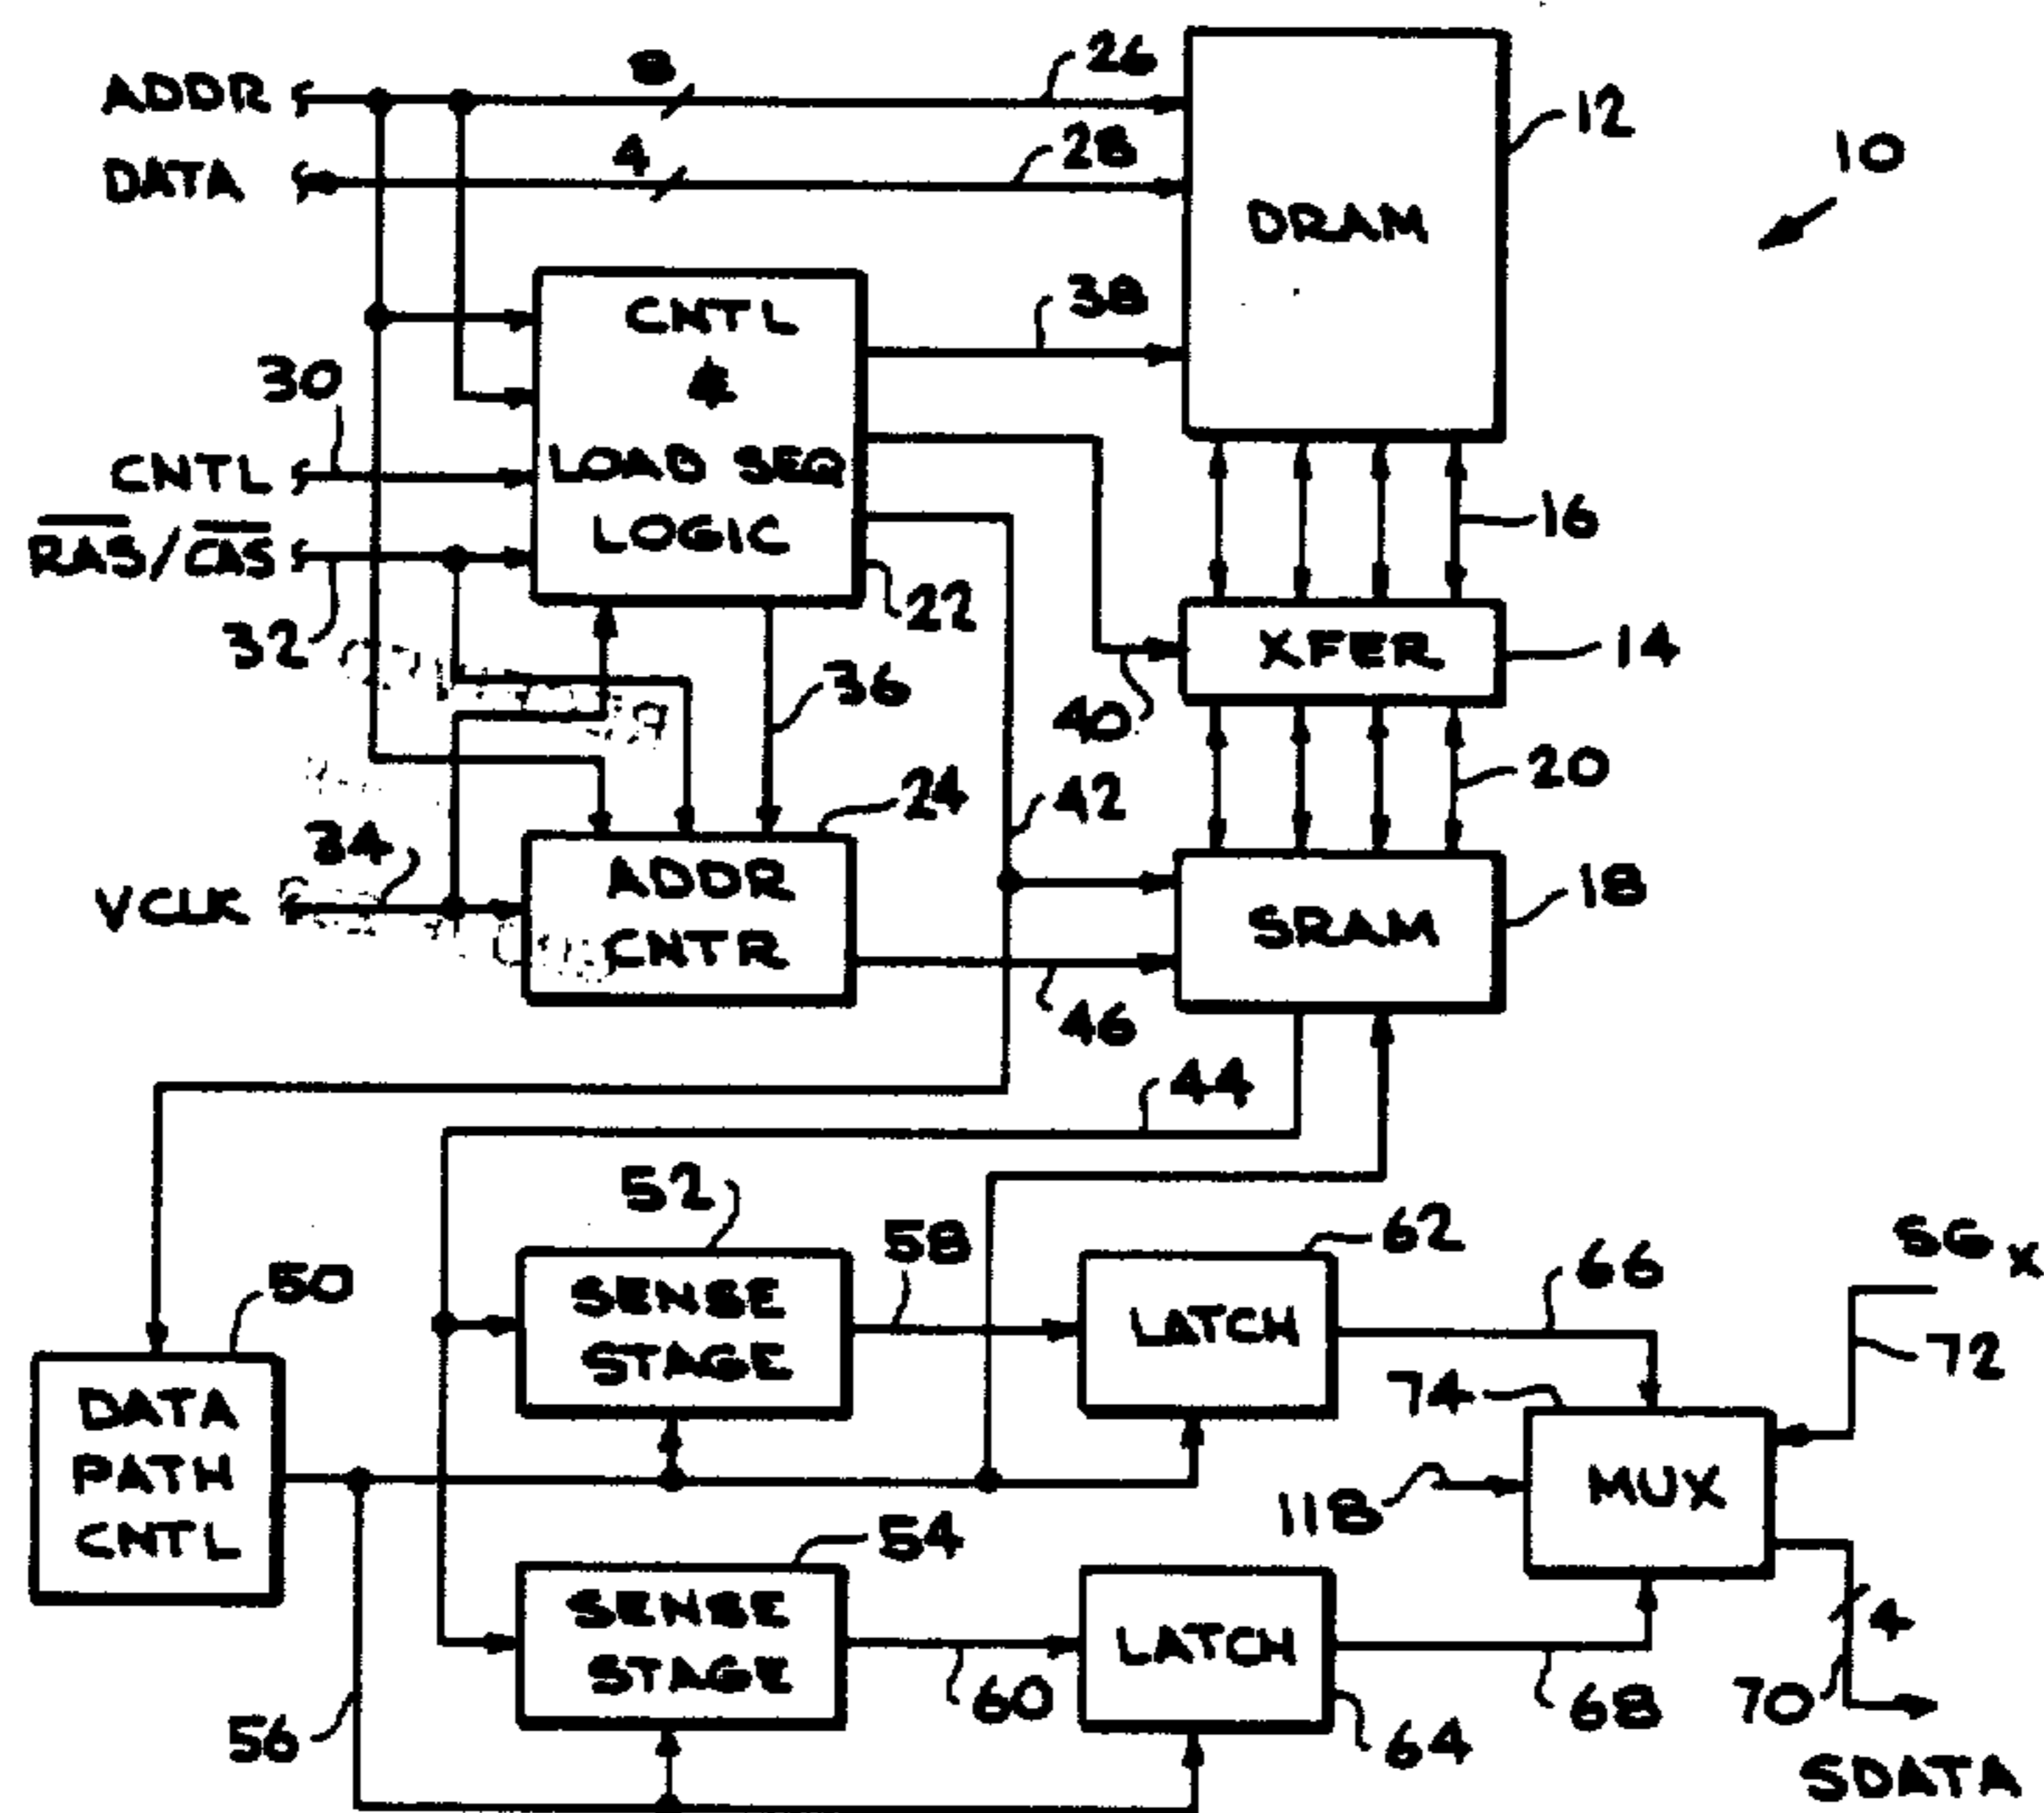 8
26
ADDR
12
4
28
DATA
10
DRAM
38
CNTL
&
LOAD SEQ
LOGIC
30
CNTL
RAS/CAS
16
22
32
XFER
14
36
40
20
24
42
34
ADDR
CNTR
VCLK
18
SRAM
46
44
52
58
62
SGx
66
50
SENSE
STAGE
LATCH
72
74
DATA
PATH
CNTL
MUX
118
54
SENSE
STAGE
LATCH
4
60
68
70
56
64
SDATA